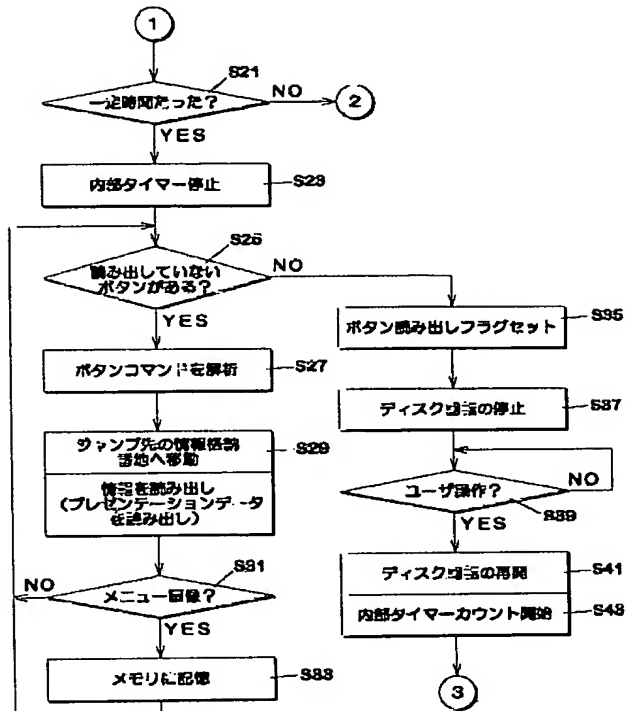 1
S21
一定時間たった？
NO
2
YES
内部タイマー停止
S23
S25
読み出していない
ボタンがある？
NO
YES
ボタンコマンドを解析
S27
ジャンプ先の情報格納
番地へ移動
S29
情報を読み出し
(プレゼンテーションデータ
を読み出し)
S31
メニュー画像？
NO
YES
メモリに記憶
S33
ボタン読み出しフラグセット
S35
ディスク回転の停止
S37
ユーザ操作？
NO
S39
YES
ディスク回転の再開
S41
内部タイマーカウント開始
S43
3